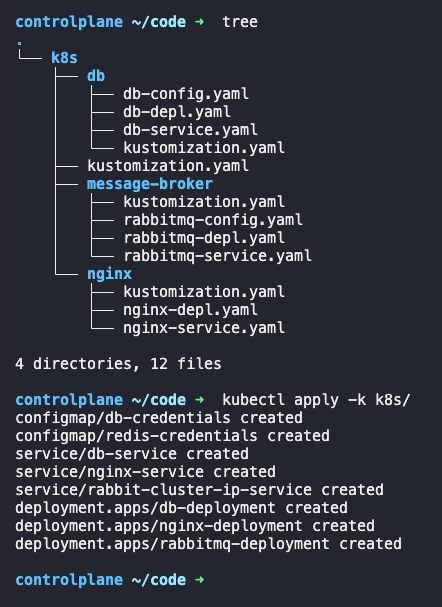 controlplane ~/code ➜  tree
.
└── k8s
    ├── db
    │   ├── db-config.yaml
    │   ├── db-depl.yaml
    │   ├── db-service.yaml
    │   └── kustomization.yaml
    ├── kustomization.yaml
    ├── message-broker
    │   ├── kustomization.yaml
    │   ├── rabbitmq-config.yaml
    │   ├── rabbitmq-depl.yaml
    │   └── rabbitmq-service.yaml
    └── nginx
        ├── kustomization.yaml
        ├── nginx-depl.yaml
        └── nginx-service.yaml

4 directories, 12 files

controlplane ~/code ➜  kubectl apply -k k8s/
configmap/db-credentials created
configmap/redis-credentials created
service/db-service created
service/nginx-service created
service/rabbit-cluster-ip-service created
deployment.apps/db-deployment created
deployment.apps/nginx-deployment created
deployment.apps/rabbitmq-deployment created

controlplane ~/code ➜